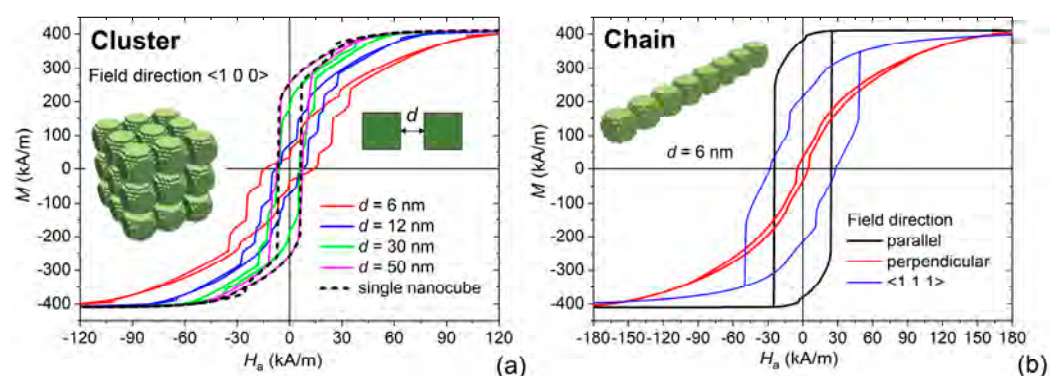 Cluster
Field direction <1 0 0>
d
d = 6 nm
d = 12 nm
d = 30 nm
d = 50 nm
single nanocube
M (kA/m)
400
300
200
100
0
-100
-200
-300
-400
-120 -90 -60 -30 0 30 60 90 120
Hₐ (kA/m)
(a)
Chain
d = 6 nm
Field direction
parallel
perpendicular
<1 1 1>
M (kA/m)
400
300
200
100
0
-100
-200
-300
-400
-180 -150 -120 -90 -60 -30 0 30 60 90 120 150 180
Hₐ (kA/m)
(b)